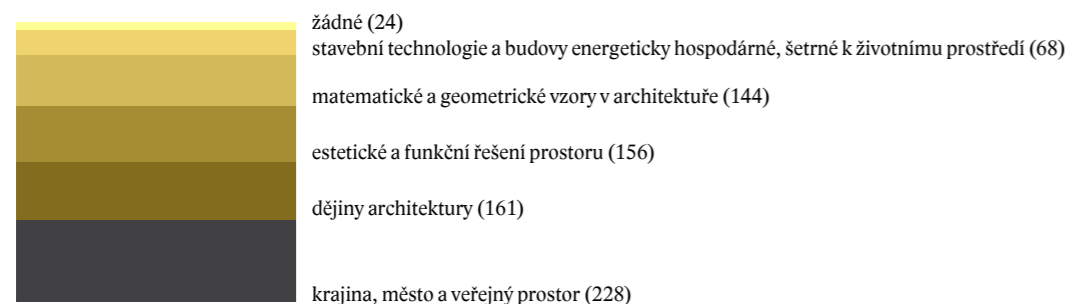 žádné (24)
stavební technologie a budovy energeticky hospodárné, šetrné k životnímu prostředí (68)
matematické a geometrické vzory v architektuře (144)
estetické a funkční řešení prostoru (156)
dějiny architektury (161)
krajina, město a veřejný prostor (228)